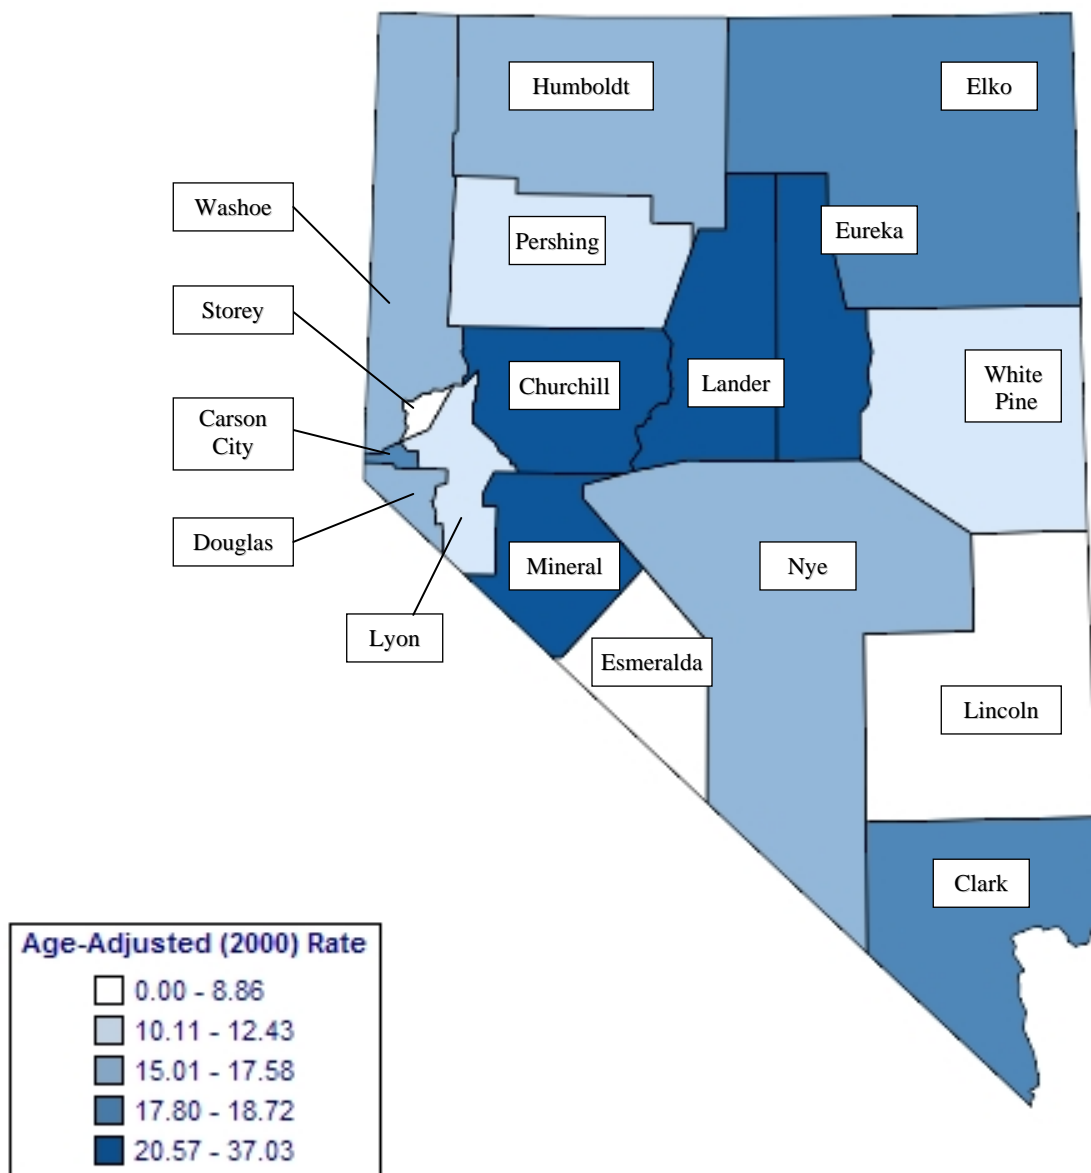 Humboldt
Elko
Washoe
Pershing
Eureka
Storey
Churchill
Lander
White
Pine
Carson
City
Douglas
Mineral
Nye
Lyon
Esmeralda
Lincoln
Clark
Age-Adjusted (2000) Rate
0.00 - 8.86
10.11 - 12.43
15.01 - 17.58
17.80 - 18.72
20.57 - 37.03